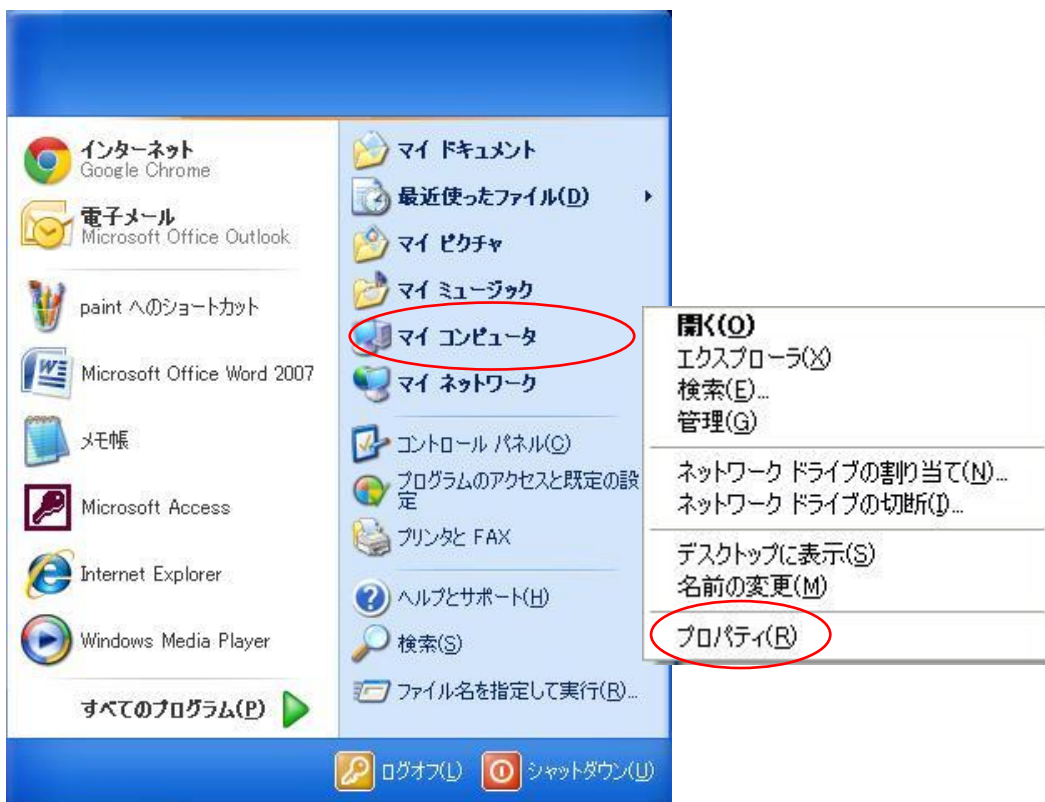 インターネット
Google Chrome
電子メール
Microsoft Office Outlook
paint へのショートカット
Microsoft Office Word 2007
メモ帳
Microsoft Access
Internet Explorer
Windows Media Player
すべてのプログラム(P)
マイ ドキュメント
最近使ったファイル(D)
マイ ピクチャ
マイ ミュージック
マイ コンピュータ
マイ ネットワーク
コントロール パネル(C)
プログラムのアクセスと既定の設
定
プリンタと FAX
ヘルプとサポート(H)
検索(S)
ファイル名を指定して実行(R)...
開く(O)
エクスプローラ(X)
検索(E)...
管理(G)
ネットワーク ドライブの割り当て(N)...
ネットワーク ドライブの切断(I)...
デスクトップに表示(S)
名前の変更(M)
プロパティ(R)
ログオフ(L)
シャットダウン(U)